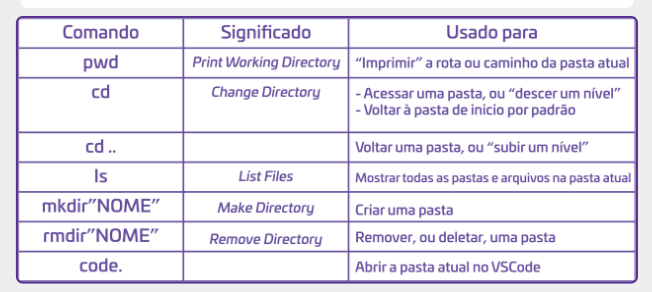 Comando Significado Usado para
pwd Print Working Directory “Imprimir” a rota ou caminho da pasta atual
cd Change Directory - Acessar uma pasta, ou “descer um nível”
- Voltar à pasta de inicio por padrão
cd .. Voltar uma pasta, ou “subir um nível”
ls List Files Mostrar todas as pastas e arquivos na pasta atual
mkdir”NOME” Make Directory Criar uma pasta
rmdir”NOME” Remove Directory Remover, ou deletar, uma pasta
code. Abrir a pasta atual no VSCode